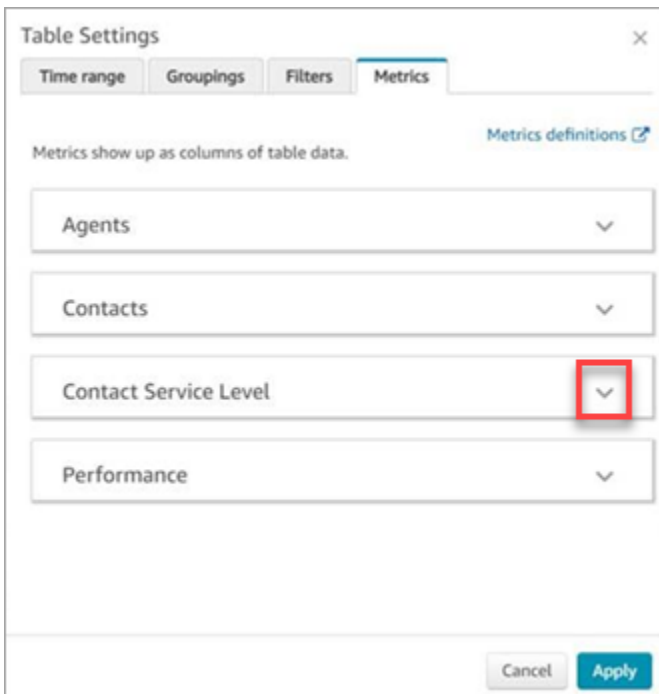 Table Settings
Time range Groupings Filters Metrics
Metrics definitions
Metrics show up as columns of table data.
Agents
Contacts
Contact Service Level
Performance
Cancel Apply